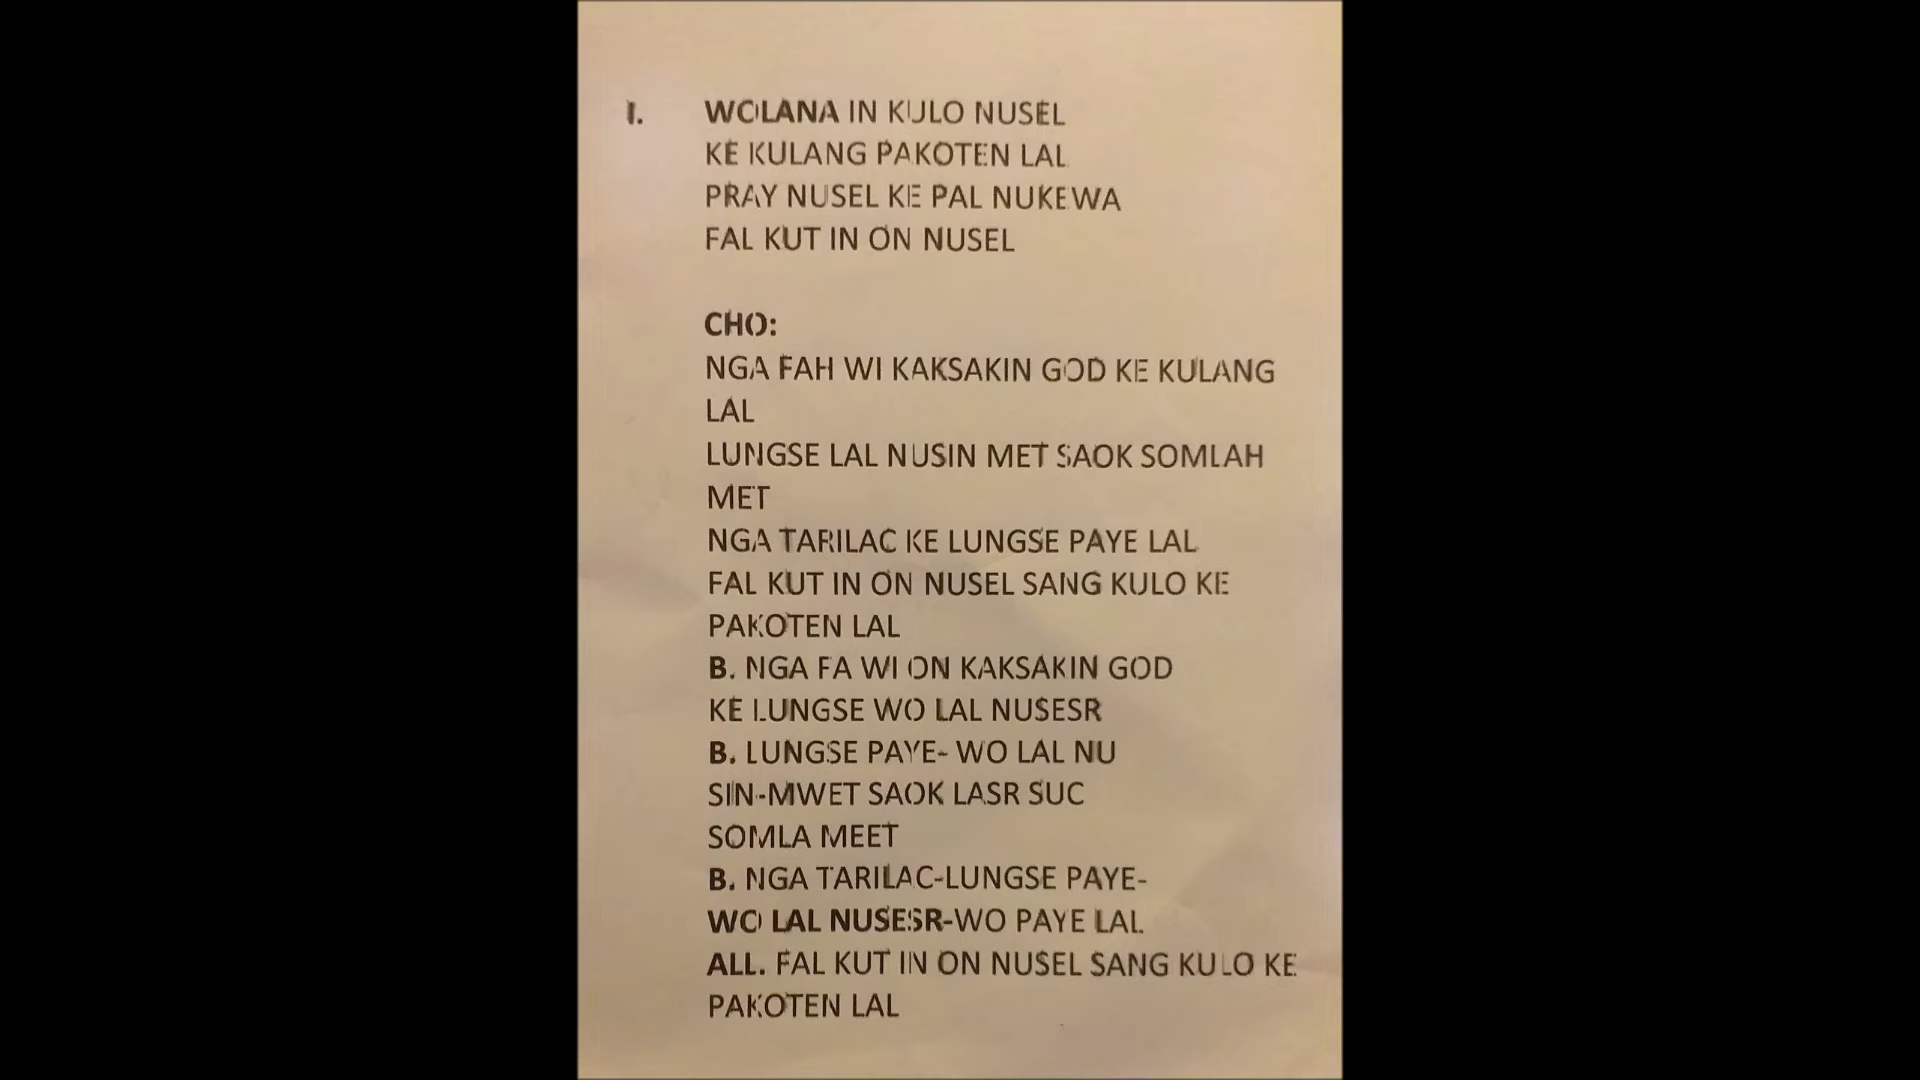 I. WOLANA IN KULO NUSEL
KE KULANG PAKOTEN LAL
PRAY NUSEL KE PAL NUKEWA
FAL KUT IN ON NUSEL
CHO:
NGA FAH WI KAKSAKIN GOD KE KULANG
LAL
LUNGSE LAL NUSIN MET SAOK SOMLAH
MET
NGA TARILAC KE LUNGSE PAYE LAL
FAL KUT IN ON NUSEL SANG KULO KE
PAKOTEN LAL
B. NGA FA WI ON KAKSAKIN GOD
KE LUNGSE WO LAL NUSESR
B. LUNGSE PAYE- WO LAL NU
SIN-MWET SAOK LASR SUC
SOMLA MEET
B. NGA TARILAC-LUNGSE PAYE-
WO LAL NUSESR-WO PAYE LAL
ALL. FAL KUT IN ON NUSEL SANG KULO KE
PAKOTEN LAL